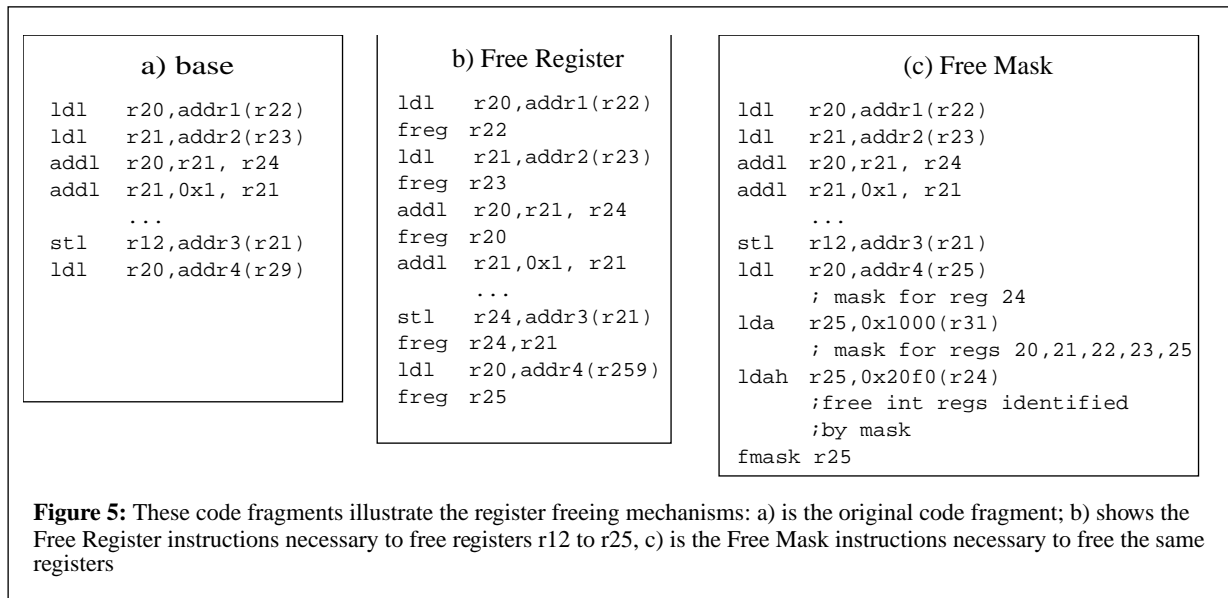 a) base
ldl r20,addr1(r22)
ldl r21,addr2(r23)
addl r20,r21, r24
addl r21,0x1, r21
...
stl r12,addr3(r21)
ldl r20,addr4(r29)
b) Free Register
ldl r20,addr1(r22)
freg r22
ldl r21,addr2(r23)
freg r23
addl r20,r21, r24
freg r20
addl r21,0x1, r21
...
stl r24,addr3(r21)
freg r24,r21
ldl r20,addr4(r259)
freg r25
(c) Free Mask
ldl r20,addr1(r22)
ldl r21,addr2(r23)
addl r20,r21, r24
addl r21,0x1, r21
...
stl r12,addr3(r21)
ldl r20,addr4(r25)
; mask for reg 24
lda r25,0x1000(r31)
; mask for regs 20,21,22,23,25
ldah r25,0x20f0(r24)
;free int regs identified
;by mask
fmask r25
Figure 5: These code fragments illustrate the register freeing mechanisms: a) is the original code fragment; b) shows the
Free Register instructions necessary to free registers r12 to r25, c) is the Free Mask instructions necessary to free the same
registers